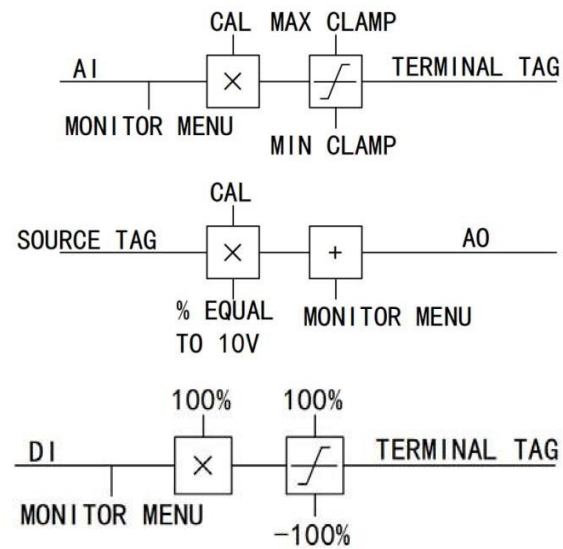 CAL MAX CLAMP
AI TERMINAL TAG
×
MONITOR MENU
MIN CLAMP
CAL
SOURCE TAG AO
× +
% EQUAL
TO 10V
MONITOR MENU
100% 100%
DI TERMINAL TAG
×
MONITOR MENU
-100%